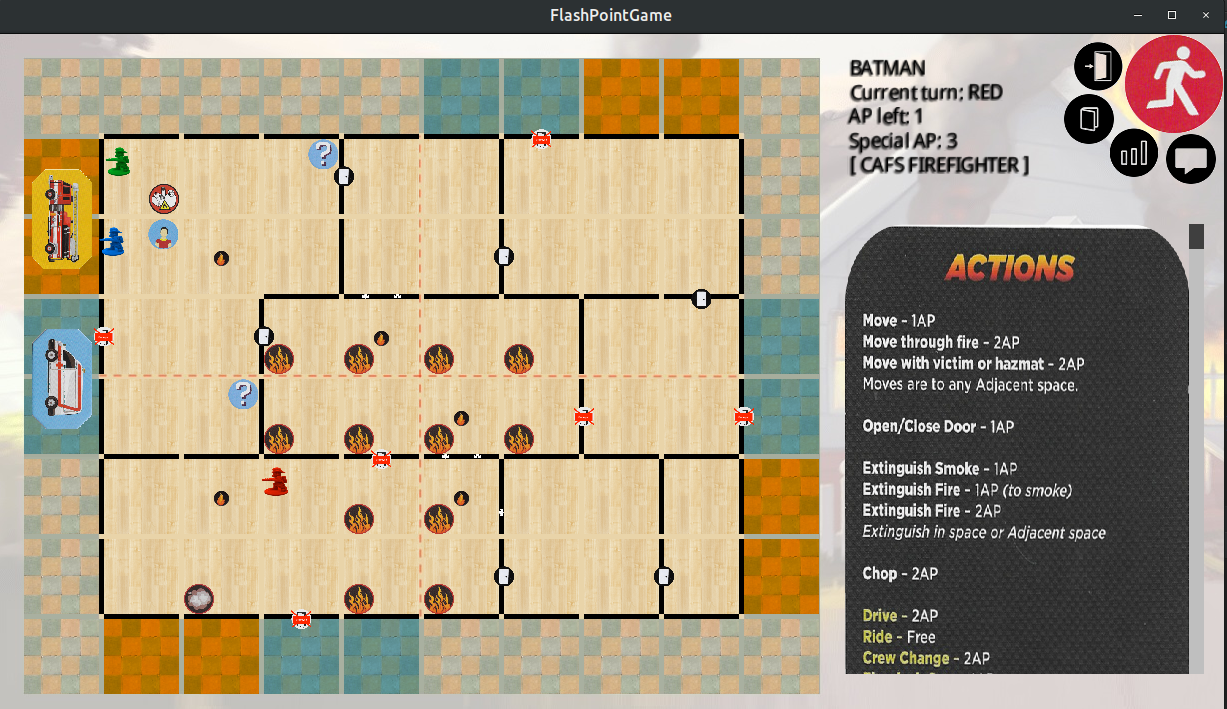 FlashPointGame
BATMAN
Current turn: RED
AP left: 1
Special AP: 3
[ CAFS FIREFIGHTER ]
?
?
ACTIONS
Move - 1AP
Move through fire - 2AP
Move with victim or hazmat - 2AP
Moves are to any Adjacent space.
Open/Close Door - 1AP
Extinguish Smoke - 1AP
Extinguish Fire - 1AP (to smoke)
Extinguish Fire - 2AP
Extinguish in space or Adjacent space
Chop - 2AP
Drive - 2AP
Ride - Free
Crew Change - 2AP